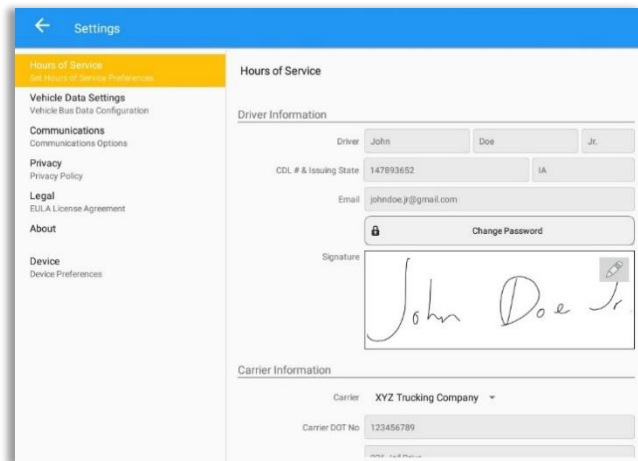 Settings
Hours of Service
Set Hours of Service Preferences
Vehicle Data Settings
Vehicle Bus Data Configuration
Communications
Communications Options
Privacy
Privacy Policy
Legal
EULA License Agreement
About
Device
Device Preferences
Hours of Service
Driver Information
Driver John Doe Jr.
CDL # & Issuing State 147893652 IA
Email johndoe.jr@gmail.com
Change Password
Signature
John Doe Jr.
Carrier Information
Carrier XYZ Trucking Company
Carrier DOT No 123456789